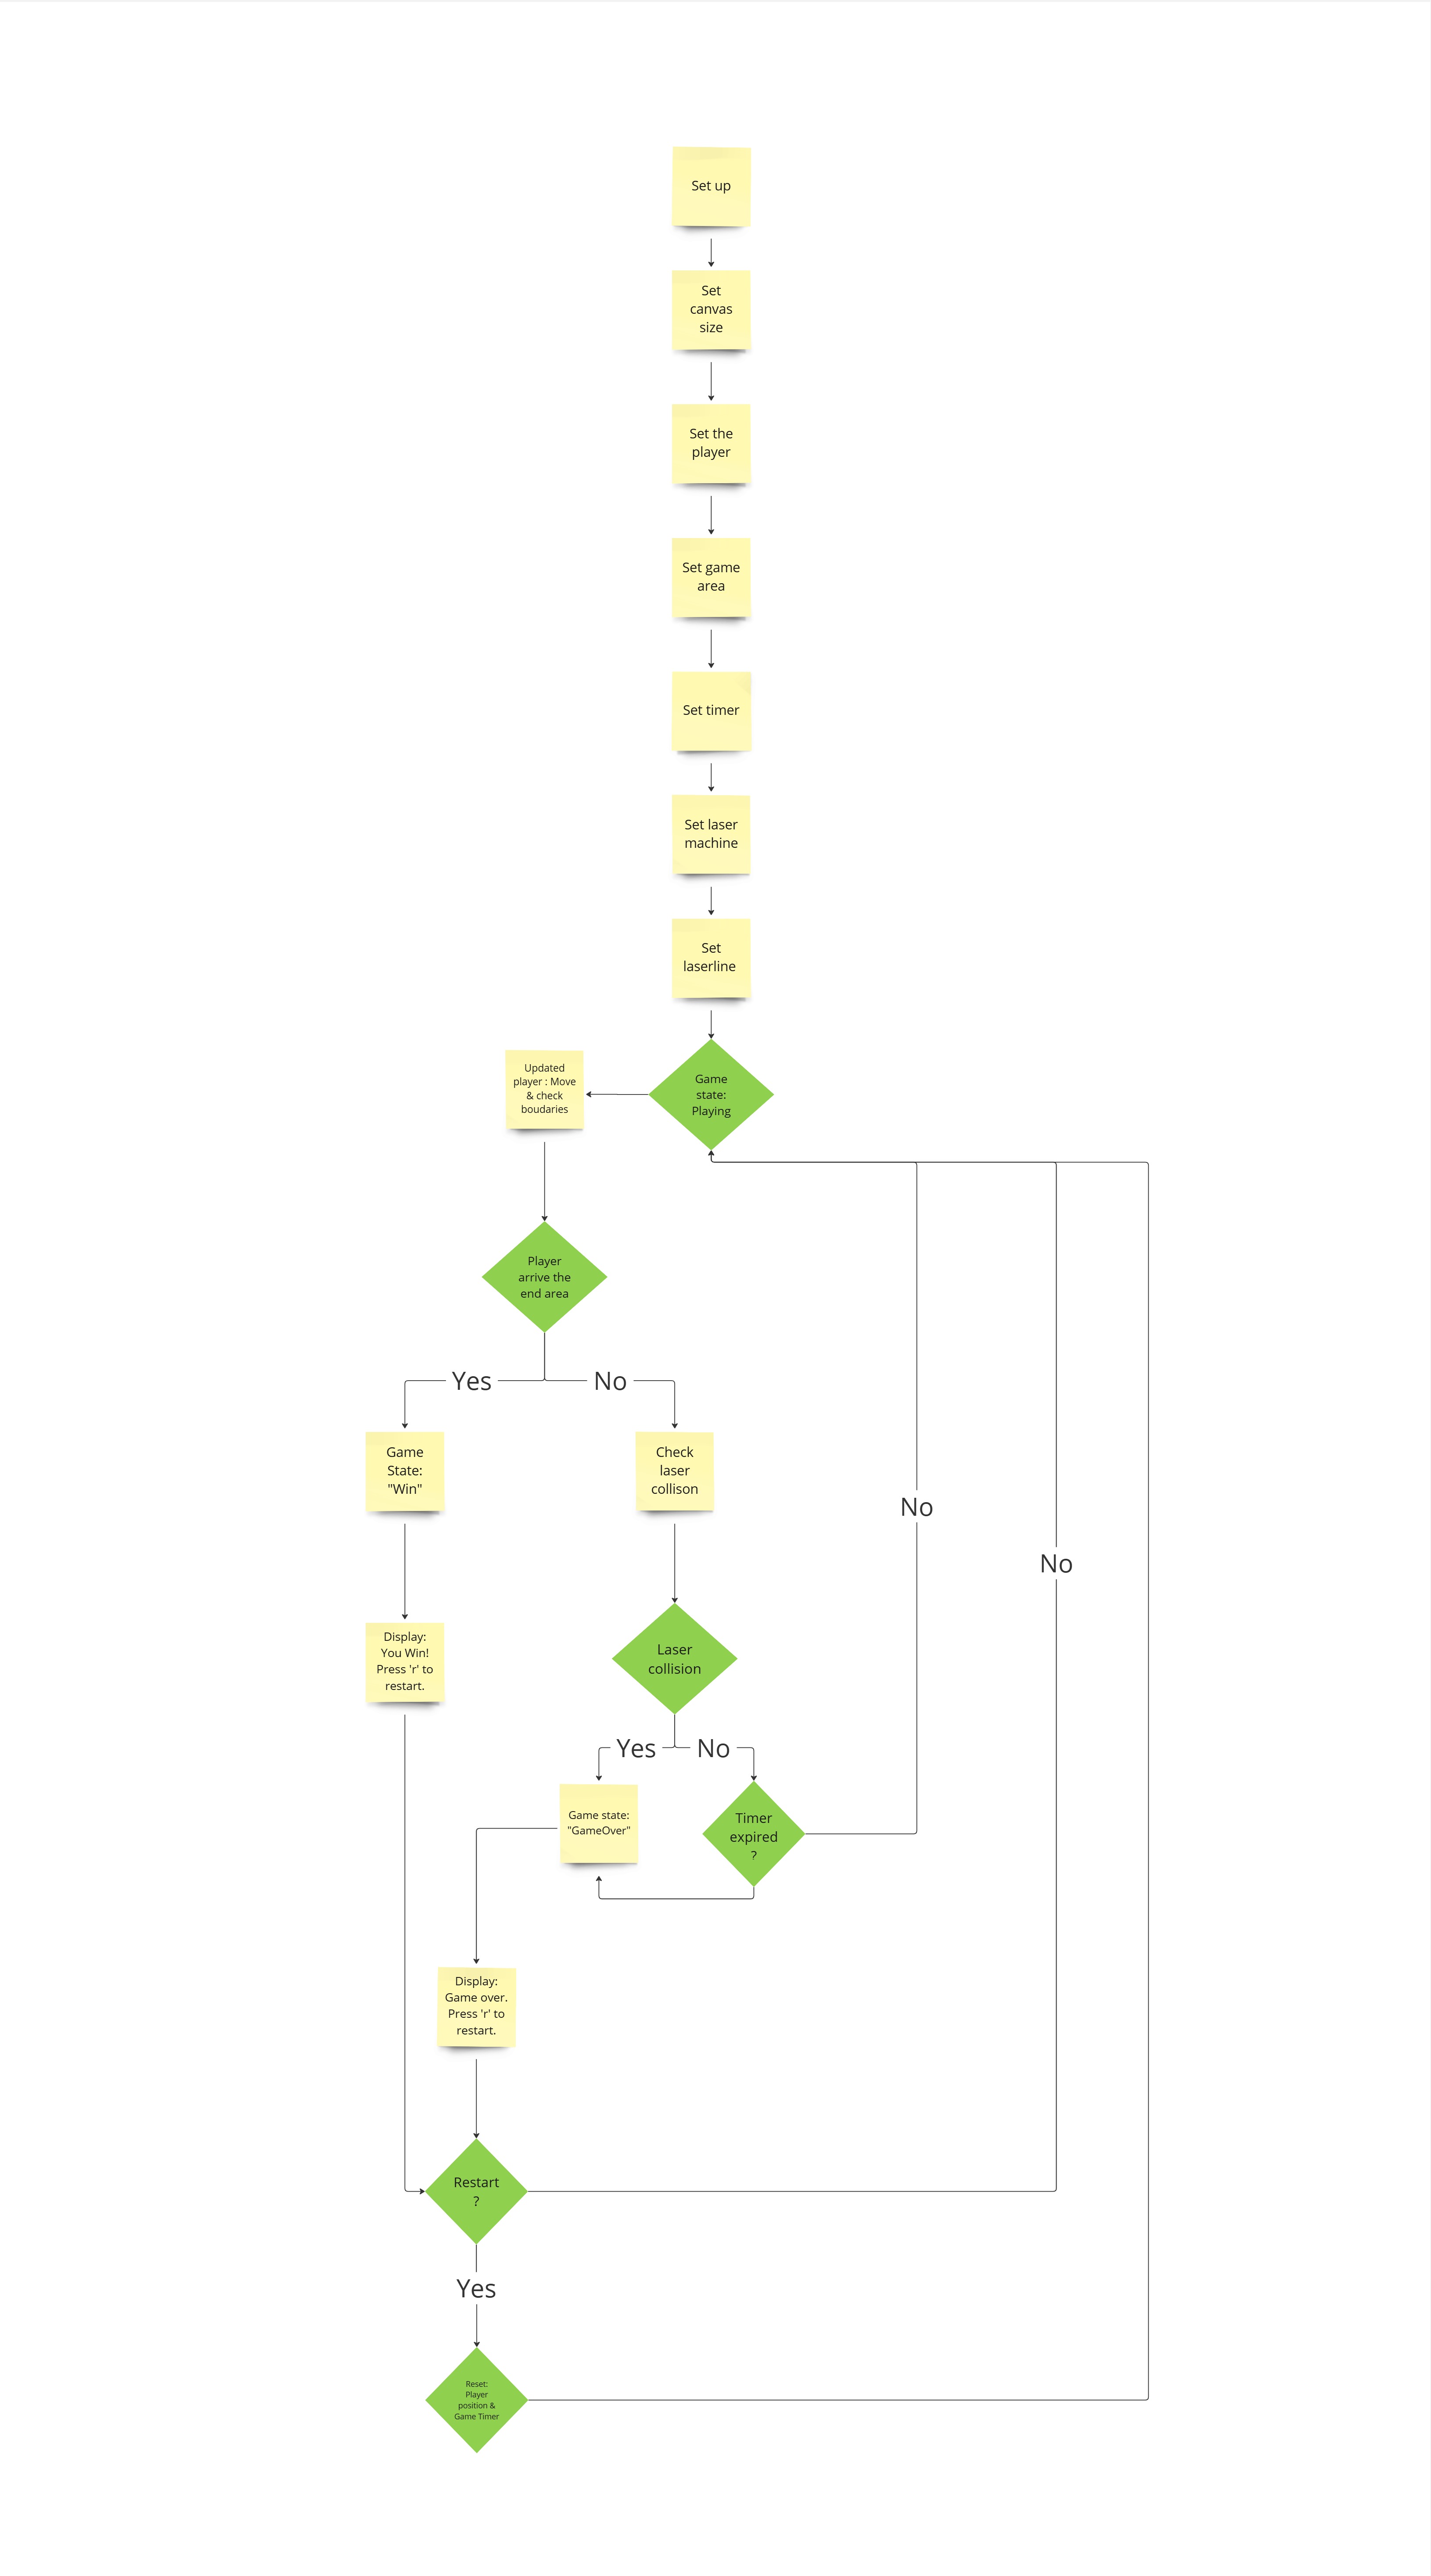 Set up
Set
canvas
size
Set the
player
Set game
area
Set timer
Set laser
machine
Set
laserline
Game
state:
Playing
Updated
player : Move
& check
boudaries
Player
arrive the
end area
Yes
No
Game
State:
"Win"
Check
laser
collison
No
No
Display:
You Win!
Press 'r' to
restart.
Laser
collision
Yes
No
Game state:
"GameOver"
Timer
expired
?
Display:
Game over.
Press 'r' to
restart.
Restart
?
Yes
Reset:
Player
position &
Game Timer